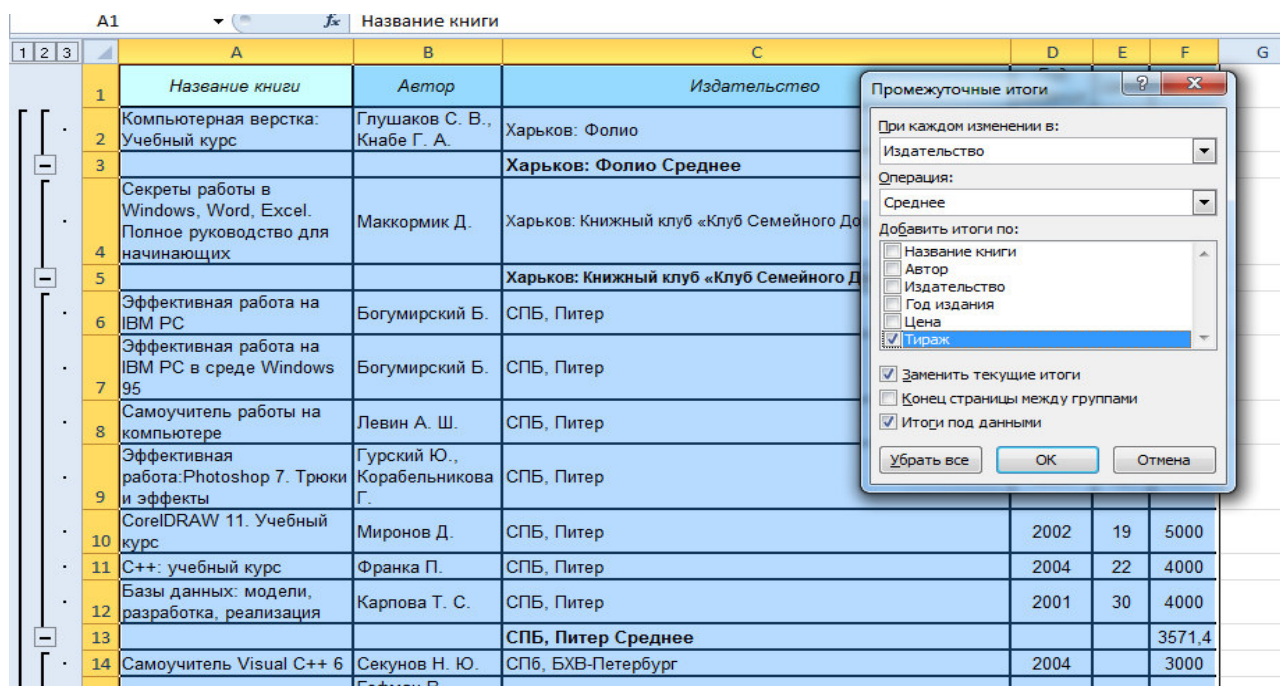 A1 fx Название книги
1 2 3 A B C D E F G
1 Название книги Автор Издательство
2 Компьютерная верстка:
Учебный курс
Глушаков С. В.,
Кнабе Г. А.
Харьков: Фолио
3 Харьков: Фолио Среднее
4 Секреты работы в
Windows, Word, Excel.
Полное руководство для
начинающих
Маккормик Д.
Харьков: Книжный клуб «Клуб Семейного До
5 Харьков: Книжный клуб «Клуб Семейного Д
6 Эффективная работа на
IBM PC
Богумирский Б.
СПБ, Питер
7 Эффективная работа на
IBM PC в среде Windows
95
Богумирский Б.
СПБ, Питер
8 Самоучитель работы на
компьютере
Левин А. Ш.
СПБ, Питер
9 Эффективная
работа:Photoshop 7. Трюки
и эффекты
Гурский Ю.,
Корабельникова
Г.
СПБ, Питер
10 CorelDRAW 11. Учебный
курс
Миронов Д.
СПБ, Питер
2002 19 5000
11 C++: учебный курс Франка П. СПБ, Питер 2004 22 4000
12 Базы данных: модели,
разработка, реализация
Карпова Т. С.
СПБ, Питер
2001 30 4000
13 СПБ, Питер Среднее 3571,4
14 Самоучитель Visual C++ 6 Секунов Н. Ю. СПб, БХВ-Петербург 2004 3000
Промежуточные итоги
При каждом изменении в:
Издательство
Операция:
Среднее
Добавить итоги по:
Название книги
Автор
Издательство
Год издания
Цена
Тираж
Заменить текущие итоги
Конец страницы между группами
Итоги под данными
Убрать все ОК Отмена